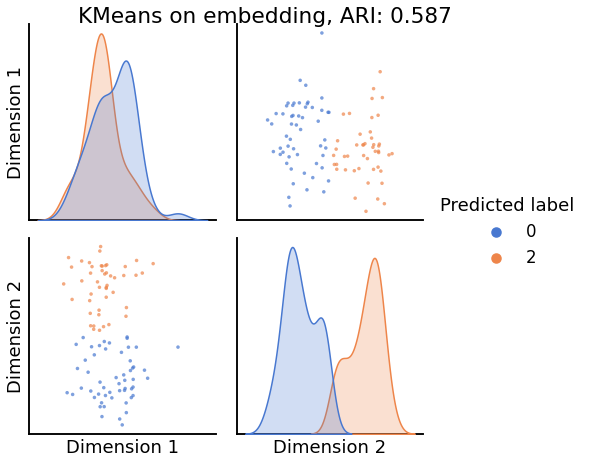 KMeans on embedding, ARI: 0.587
Dimension 1
Predicted label
0
2
Dimension 2
Dimension 1
Dimension 2